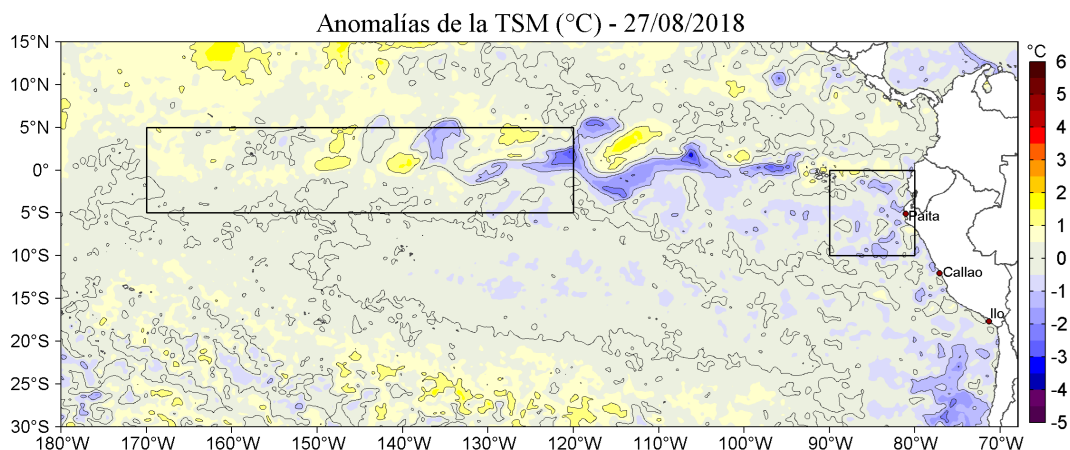 Anomalías de la TSM (°C) - 27/08/2018
15°N
10°N
5°N
0°
5°S
10°S
15°S
20°S
25°S
30°S
180°W
170°W
160°W
150°W
140°W
130°W
120°W
110°W
100°W
90°W
80°W
70°W
Paita
Callao
Ilo
°C
6
5
4
3
2
1
0
-1
-2
-3
-4
-5